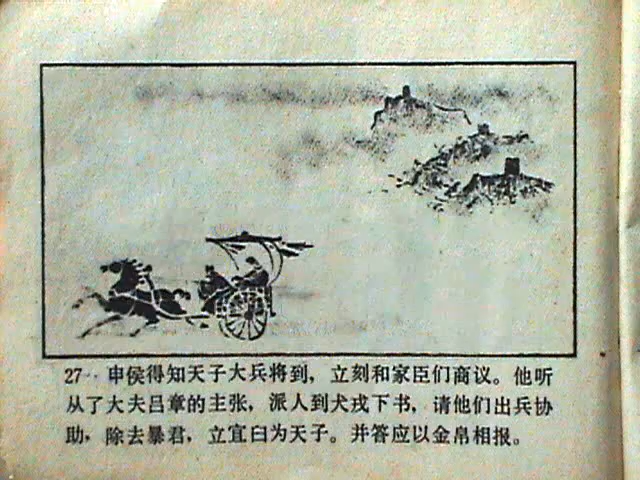 27 申侯得知天子大兵将到，立刻和家臣们商议。他听
从了大夫吕章的主张，派人到犬戎下书，请他们出兵协
助，除去暴君，立宜臼为天子。并答应以金帛相报。